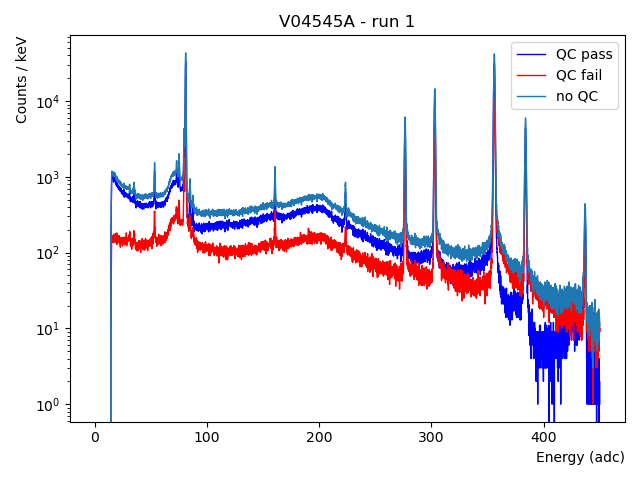 V04545A - run 1
Counts / keV
QC pass
QC fail
no QC
10⁴
10³
10²
10¹
10⁰
0 100 200 300 400
Energy (adc)